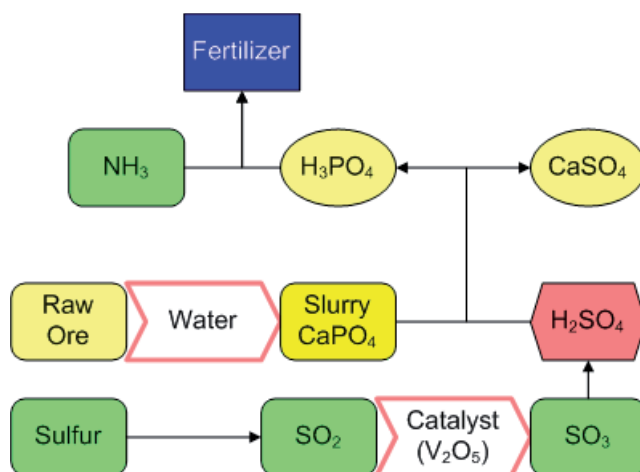 Fertilizer
NH₃
H₃PO₄
CaSO₄
Raw
Ore
Water
Slurry
CaPO₄
H₂SO₄
Sulfur
SO₂
Catalyst
(V₂O₅)
SO₃